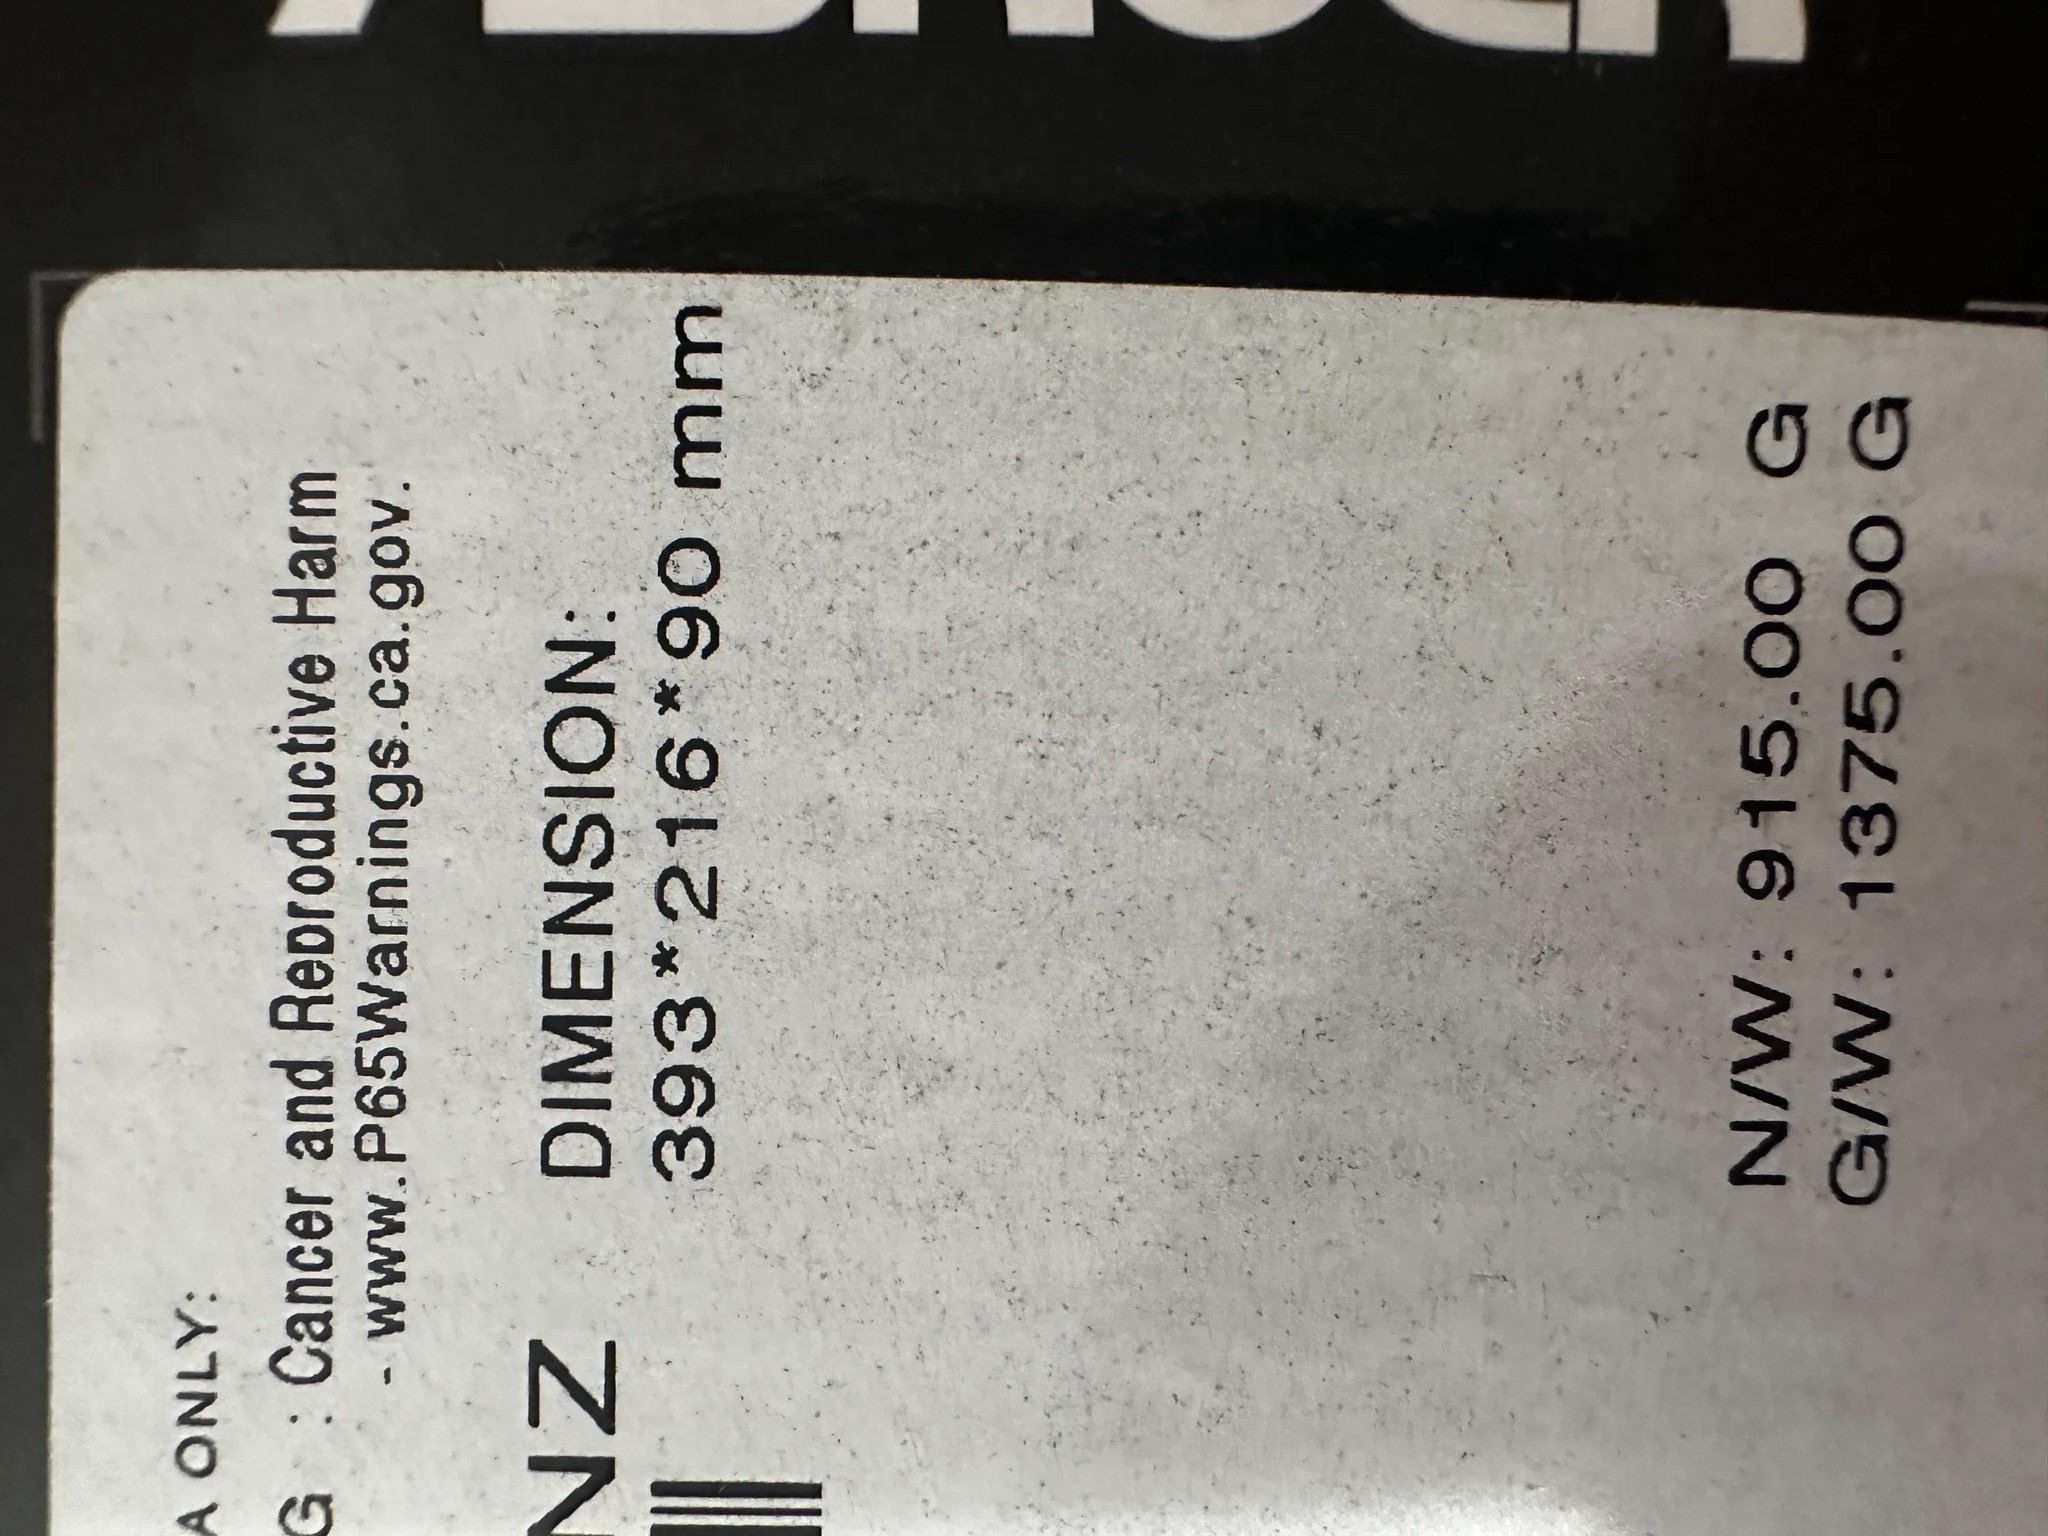 A ONLY:
G : Cancer and Reproductive Harm
- www.P65Warnings.ca.gov.
NZ DIMENSION:
393*216*90 mm
N/W: 915.00 G
G/W: 1375.00 G